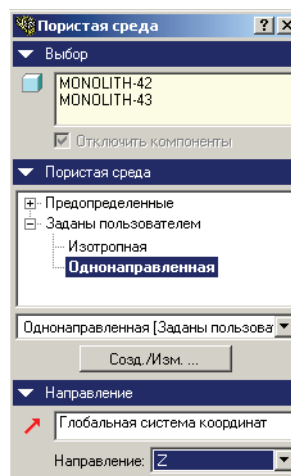 Пористая среда
Выбор
MONOLITH-42
MONOLITH-43
Отключить компоненты
Пористая среда
Предопределенные
Заданы пользователем
Изотропная
Однонаправленная
Однонаправленная [Заданы пользова
Созд./Изм. ...
Направление
Глобальная система координат
Направление: Z